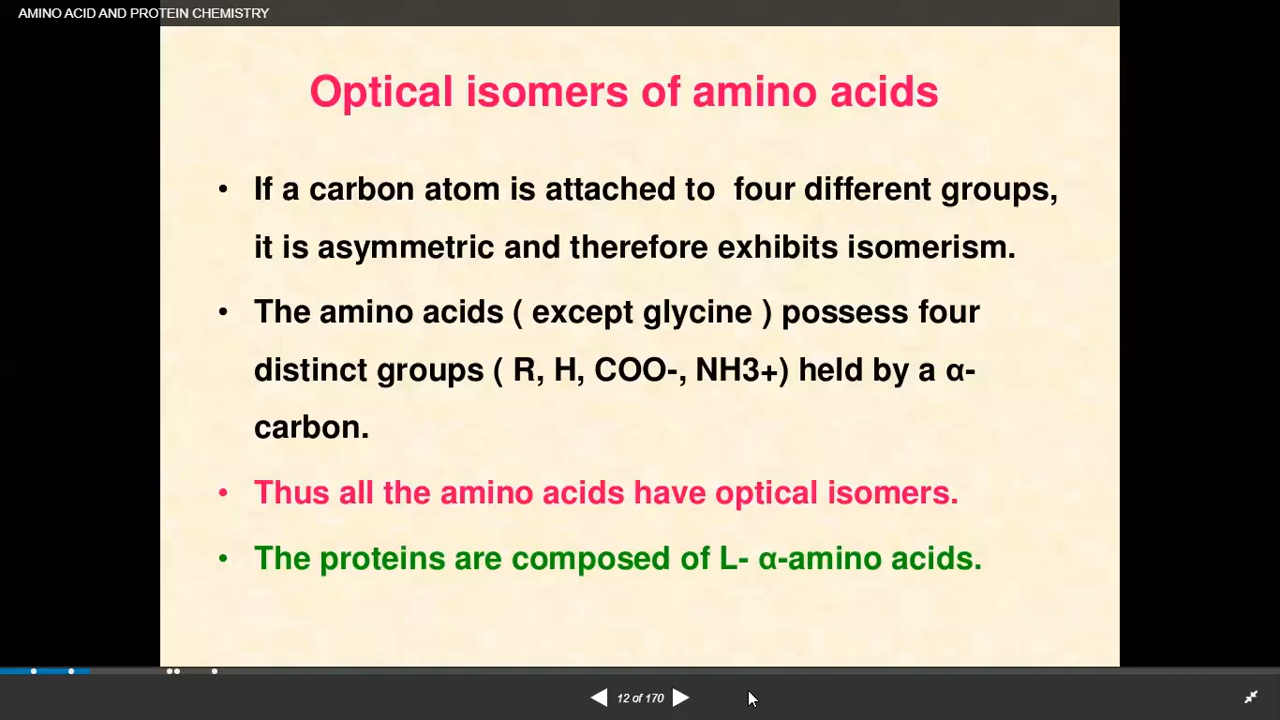 AMINO ACID AND PROTEIN CHEMISTRY
Optical isomers of amino acids
• If a carbon atom is attached to  four different groups,
it is asymmetric and therefore exhibits isomerism.
• The amino acids ( except glycine ) possess four
distinct groups ( R, H, COO-, NH3+) held by a α-
carbon.
• Thus all the amino acids have optical isomers.
• The proteins are composed of L- α-amino acids.
12 of 170